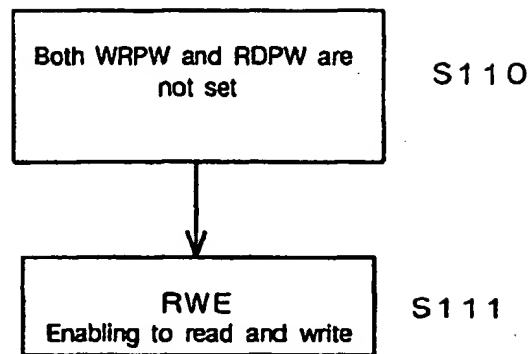 Both WRPW and RDPW are
not set
S110
RWE
Enabling to read and write
S111